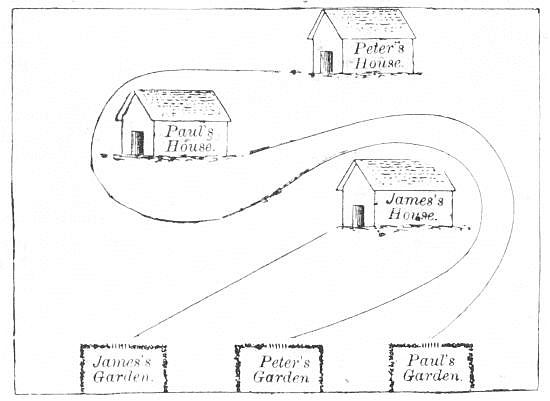 Peter's
House.
Paul's
House.
James's
House.
James's
Garden.
Peter's
Garden
Paul's
Garden.